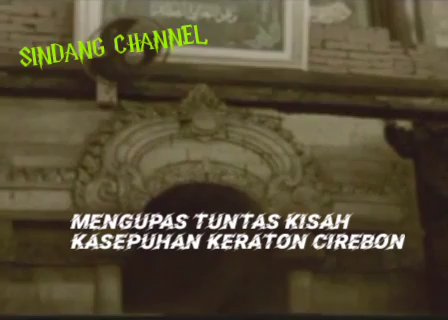 SINDANG CHANNEL
MENGUPAS TUNTAS KISAH
KASEPUHAN KERATON CIREBON